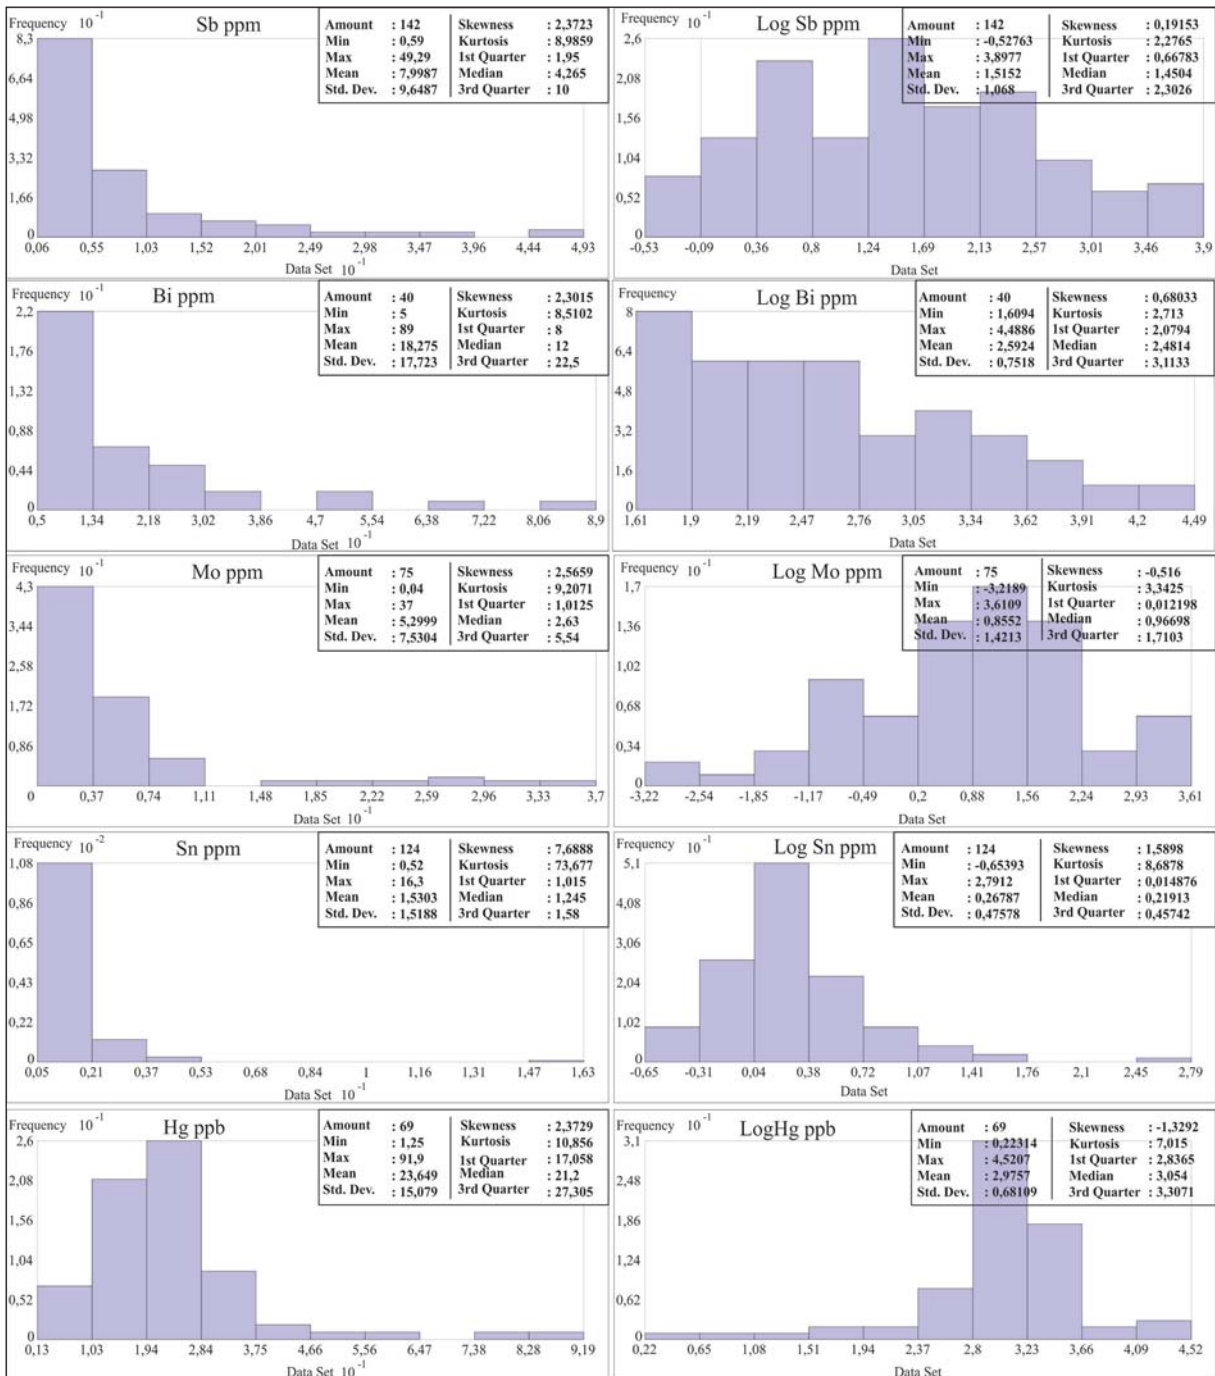 Frequency 10⁻¹ Sb ppm
Amount : 142 Skewness : 2,3723
Min : 0,59 Kurtosis : 8,9859
Max : 49,29 1st Quarter : 1,95
Mean : 7,9987 Median : 4,265
Std. Dev. : 9,6487 3rd Quarter : 10
8,3
6,64
4,98
3,32
1,66
0
0,06 0,55 1,03 1,52 2,01 2,49 2,98 3,47 3,96 4,44 4,93
Data Set 10⁻¹
Frequency 10⁻¹ Log Sb ppm
Amount : 142 Skewness : 0,19153
Min : -0,52763 Kurtosis : 2,2765
Max : 3,8977 1st Quarter : 0,66783
Mean : 1,5152 Median : 1,4504
Std. Dev. : 1,068 3rd Quarter : 2,3026
2,6
2,08
1,56
1,04
0,52
0
-0,53 -0,09 0,36 0,8 1,24 1,69 2,13 2,57 3,01 3,46 3,9
Data Set
Frequency 10⁻¹ Bi ppm
Amount : 40 Skewness : 2,3015
Min : 5 Kurtosis : 8,5102
Max : 89 1st Quarter : 8
Mean : 18,275 Median : 12
Std. Dev. : 17,723 3rd Quarter : 22,5
2,2
1,76
1,32
0,88
0,44
0
0,5 1,34 2,18 3,02 3,86 4,7 5,54 6,38 7,22 8,06 8,9
Data Set 10⁻¹
Frequency Log Bi ppm
Amount : 40 Skewness : 0,68033
Min : 1,6094 Kurtosis : 2,713
Max : 4,4886 1st Quarter : 2,0794
Mean : 2,5924 Median : 2,4814
Std. Dev. : 0,7518 3rd Quarter : 3,1133
8
6,4
4,8
3,2
1,6
0
1,61 1,9 2,19 2,47 2,76 3,05 3,34 3,62 3,91 4,2 4,49
Data Set
Frequency 10⁻¹ Mo ppm
Amount : 75 Skewness : 2,5659
Min : 0,04 Kurtosis : 9,2071
Max : 37 1st Quarter : 1,0125
Mean : 5,2999 Median : 2,63
Std. Dev. : 7,5304 3rd Quarter : 5,54
4,3
3,44
2,58
1,72
0,86
0 0,37 0,74 1,11 1,48 1,85 2,22 2,59 2,96 3,33 3,7
Data Set 10⁻¹
Frequency 10⁻¹ Log Mo ppm
Amount : 75 Skewness : -0,516
Min : -3,2189 Kurtosis : 3,3425
Max : 3,6109 1st Quarter : 0,012198
Mean : 0,8552 Median : 0,96698
Std. Dev. : 1,4213 3rd Quarter : 1,7103
1,7
1,36
1,02
0,68
0,34
0
-3,22 -2,54 -1,85 -1,17 -0,49 0,2 0,88 1,56 2,24 2,93 3,61
Data Set
Frequency 10⁻² Sn ppm
Amount : 124 Skewness : 7,6888
Min : 0,52 Kurtosis : 73,677
Max : 16,3 1st Quarter : 1,015
Mean : 1,5303 Median : 1,245
Std. Dev. : 1,5188 3rd Quarter : 1,58
1,08
0,86
0,65
0,43
0,22
0
0,05 0,21 0,37 0,53 0,68 0,84 1 1,16 1,31 1,47 1,63
Data Set 10⁻¹
Frequency 10⁻¹ Log Sn ppm
Amount : 124 Skewness : 1,5898
Min : -0,65393 Kurtosis : 8,6878
Max : 2,7912 1st Quarter : 0,014876
Mean : 0,26787 Median : 0,21913
Std. Dev. : 0,47578 3rd Quarter : 0,45742
5,1
4,08
3,06
2,04
1,02
0
-0,65 -0,31 0,04 0,38 0,72 1,07 1,41 1,76 2,1 2,45 2,79
Data Set
Frequency 10⁻¹ Hg ppb
Amount : 69 Skewness : 2,3729
Min : 1,25 Kurtosis : 10,856
Max : 91,9 1st Quarter : 17,058
Mean : 23,649 Median : 21,2
Std. Dev. : 15,079 3rd Quarter : 27,305
2,6
2,08
1,56
1,04
0,52
0
0,13 1,03 1,94 2,84 3,75 4,66 5,56 6,47 7,38 8,28 9,19
Data Set 10⁻¹
Frequency 10⁻¹ LogHg ppb
Amount : 69 Skewness : -1,3292
Min : 0,22314 Kurtosis : 7,015
Max : 4,5207 1st Quarter : 2,8365
Mean : 2,9757 Median : 3,054
Std. Dev. : 0,68109 3rd Quarter : 3,3071
3,1
2,48
1,86
1,24
0,62
0
0,22 0,65 1,08 1,51 1,94 2,37 2,8 3,23 3,66 4,09 4,52
Data Set